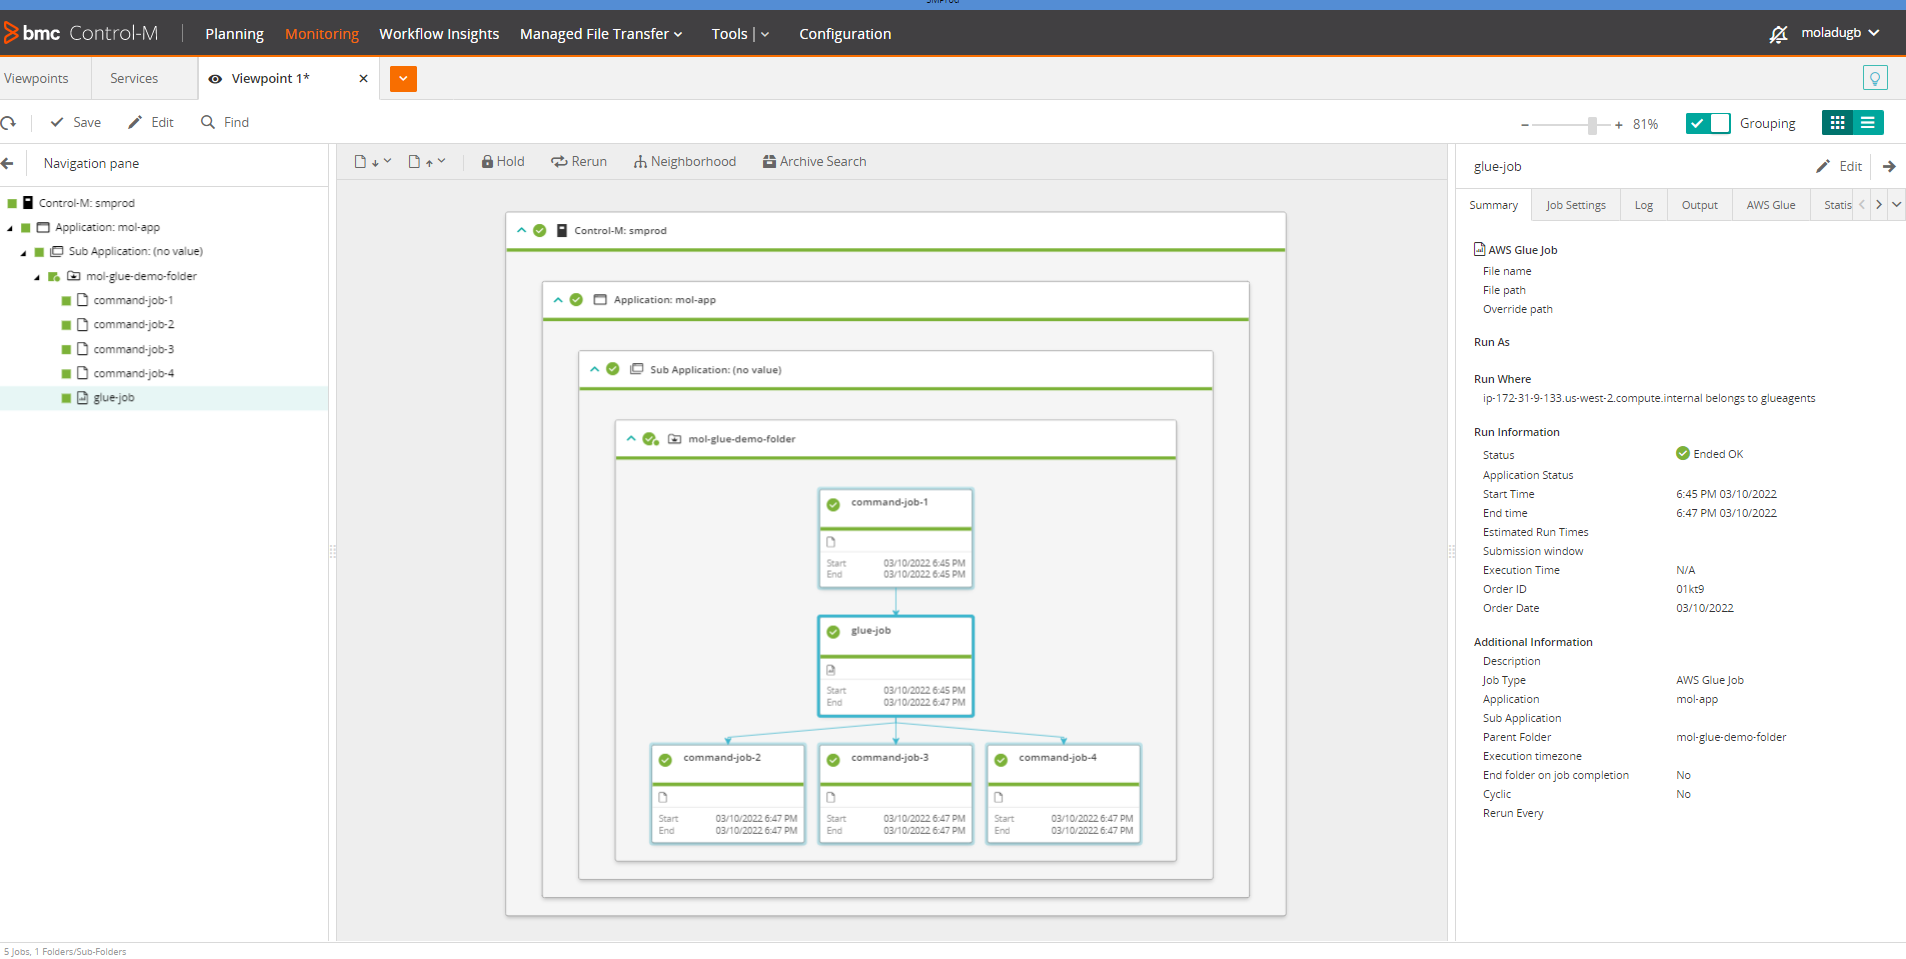 SMProd
bmc Control-M Planning Monitoring Workflow Insights Managed File Transfer Tools Configuration moladugb
Viewpoints Services Viewpoint 1*
Save Edit Find 81% Grouping
Navigation pane
Control-M: smprod
Application: mol-app
Sub Application: (no value)
mol-glue-demo-folder
command-job-1
command-job-2
command-job-3
command-job-4
glue-job
Hold Rerun Neighborhood Archive Search
Control-M: smprod
Application: mol-app
Sub Application: (no value)
mol-glue-demo-folder
command-job-1
Start 03/10/2022 6:45 PM
End 03/10/2022 6:45 PM
glue-job
Start 03/10/2022 6:45 PM
End 03/10/2022 6:47 PM
command-job-2
Start 03/10/2022 6:47 PM
End 03/10/2022 6:47 PM
command-job-3
Start 03/10/2022 6:47 PM
End 03/10/2022 6:47 PM
command-job-4
Start 03/10/2022 6:47 PM
End 03/10/2022 6:47 PM
glue-job Edit
Summary Job Settings Log Output AWS Glue Statis
AWS Glue Job
File name
File path
Override path
Run As
Run Where
ip-172-31-9-133.us-west-2.compute.internal belongs to glueagents
Run Information
Status Ended OK
Application Status
Start Time 6:45 PM 03/10/2022
End time 6:47 PM 03/10/2022
Estimated Run Times
Submission window
Execution Time N/A
Order ID 01kt9
Order Date 03/10/2022
Additional Information
Description
Job Type AWS Glue Job
Application mol-app
Sub Application
Parent Folder mol-glue-demo-folder
Execution timezone
End folder on job completion No
Cyclic No
Rerun Every
5 Jobs, 1 Folders/Sub-Folders